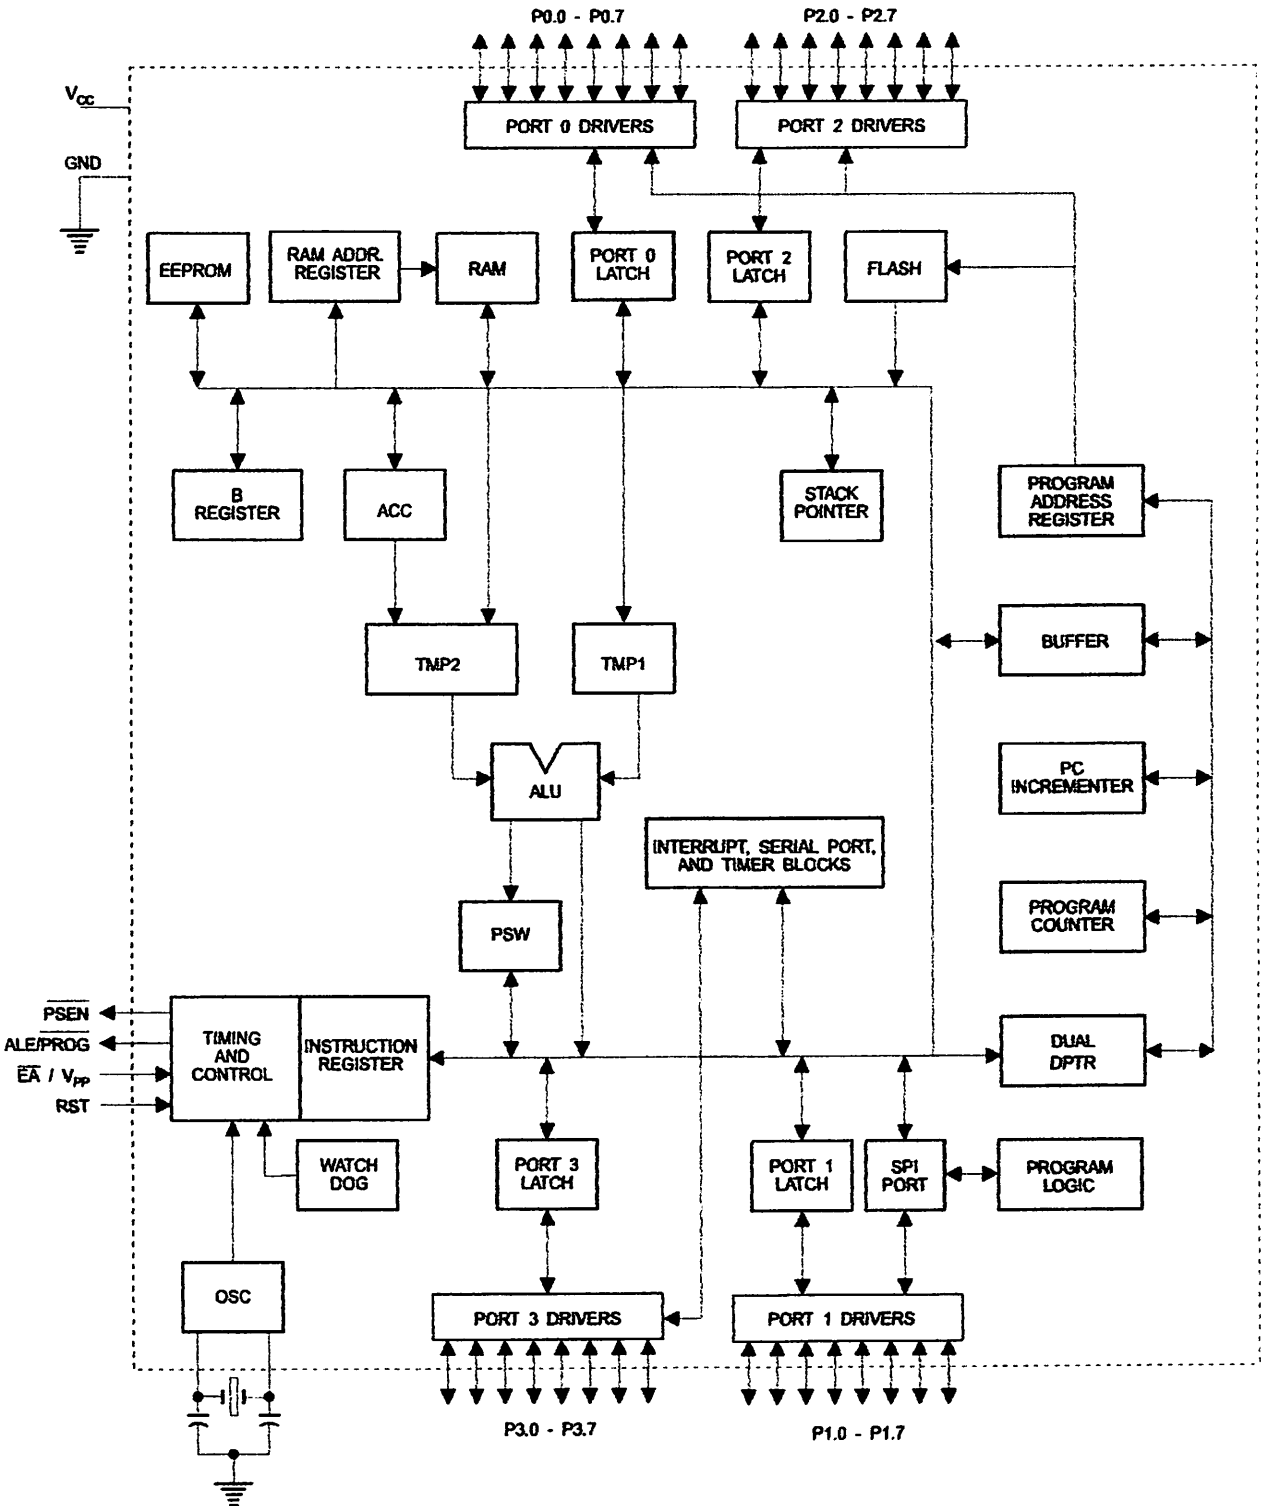 P0.0 - P0.7
P2.0 - P2.7
VCC
PORT 0 DRIVERS
PORT 2 DRIVERS
GND
EEPROM
RAM ADDR.
REGISTER
RAM
PORT 0
LATCH
PORT 2
LATCH
FLASH
B
REGISTER
ACC
STACK
POINTER
PROGRAM
ADDRESS
REGISTER
TMP2
TMP1
BUFFER
ALU
PC
INCREMENTER
INTERRUPT, SERIAL PORT,
AND TIMER BLOCKS
PSW
PROGRAM
COUNTER
PSEN
ALE/PROG
EA / VPP
RST
TIMING
AND
CONTROL
INSTRUCTION
REGISTER
DUAL
DPTR
WATCH
DOG
PORT 3
LATCH
PORT 1
LATCH
SPI
PORT
PROGRAM
LOGIC
OSC
PORT 3 DRIVERS
PORT 1 DRIVERS
P3.0 - P3.7
P1.0 - P1.7